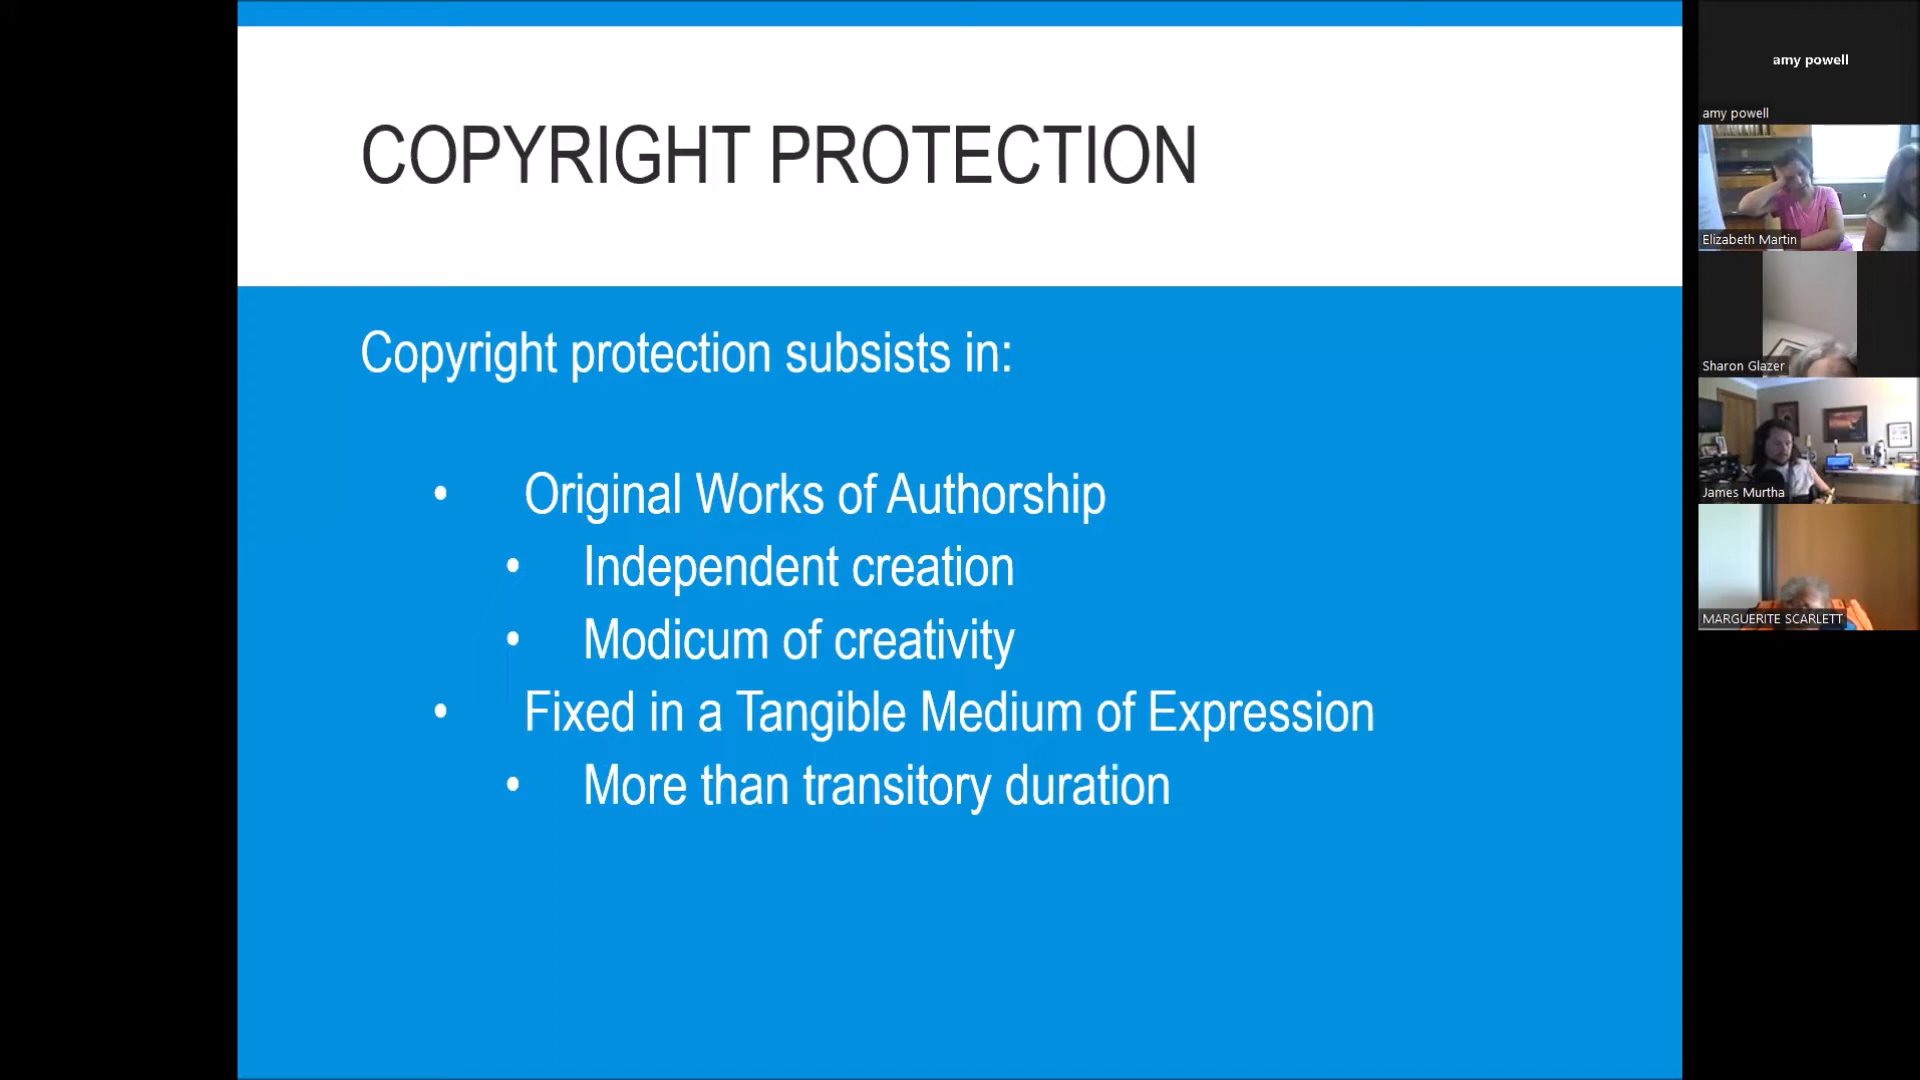 COPYRIGHT PROTECTION
Copyright protection subsists in:
• Original Works of Authorship
• Independent creation
• Modicum of creativity
• Fixed in a Tangible Medium of Expression
• More than transitory duration
amy powell
amy powell
Elizabeth Martin
Sharon Glazer
James Murtha
MARGUERITE SCARLETT